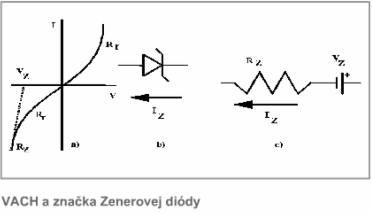 I
R_f
V_Z
V
R_r
R_Z
a)
b)
I_Z
R_Z
V_Z
+
I_Z
c)
VACH a značka Zenerovej diódy